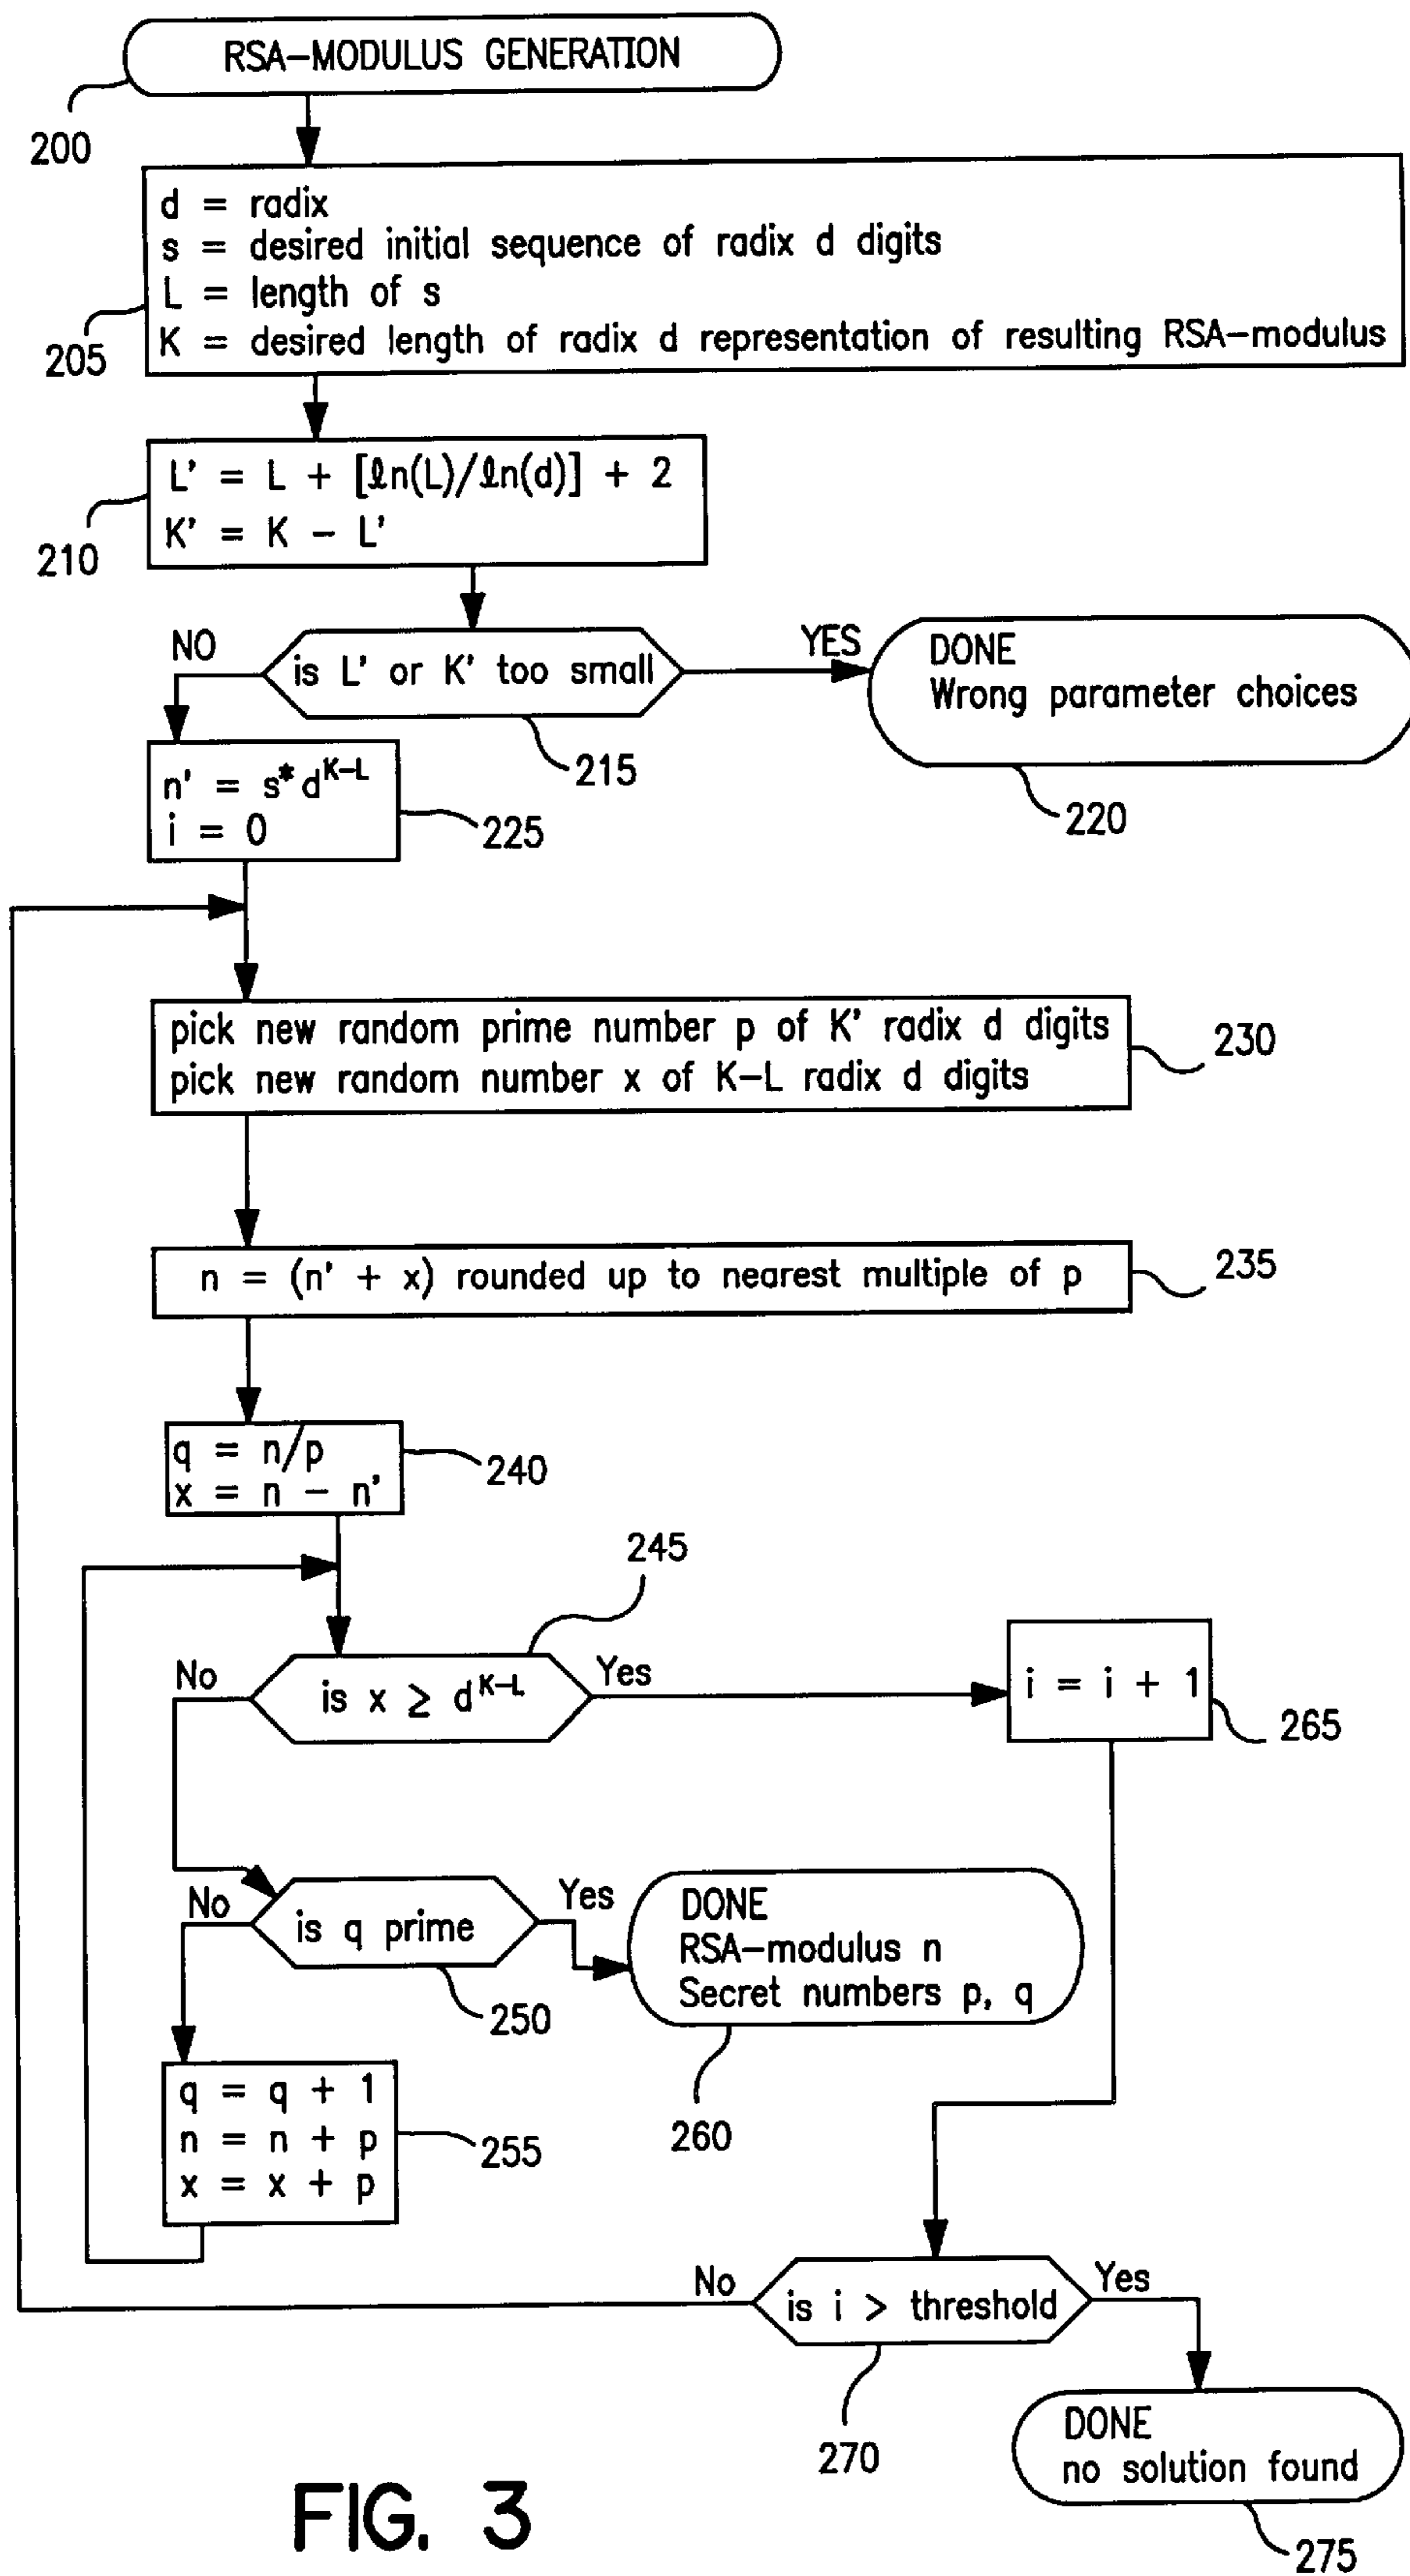 RSA-MODULUS GENERATION
200
d = radix
s = desired initial sequence of radix d digits
L = length of s
K = desired length of radix d representation of resulting RSA-modulus
205
L' = L + [ℓn(L)/ℓn(d)] + 2
K' = K - L'
210
NO
is L' or K' too small
YES
DONE
Wrong parameter choices
215
220
n' = s* d^{K-L}
i = 0
225
pick new random prime number p of K' radix d digits
pick new random number x of K-L radix d digits
230
n = (n' + x) rounded up to nearest multiple of p
235
q = n/p
x = n - n'
240
245
No
is x ≥ d^{K-L}
Yes
i = i + 1
265
No
is q prime
Yes
DONE
RSA-modulus n
Secret numbers p, q
250
260
q = q + 1
n = n + p
x = x + p
255
No
is i > threshold
Yes
270
DONE
no solution found
275
FIG. 3